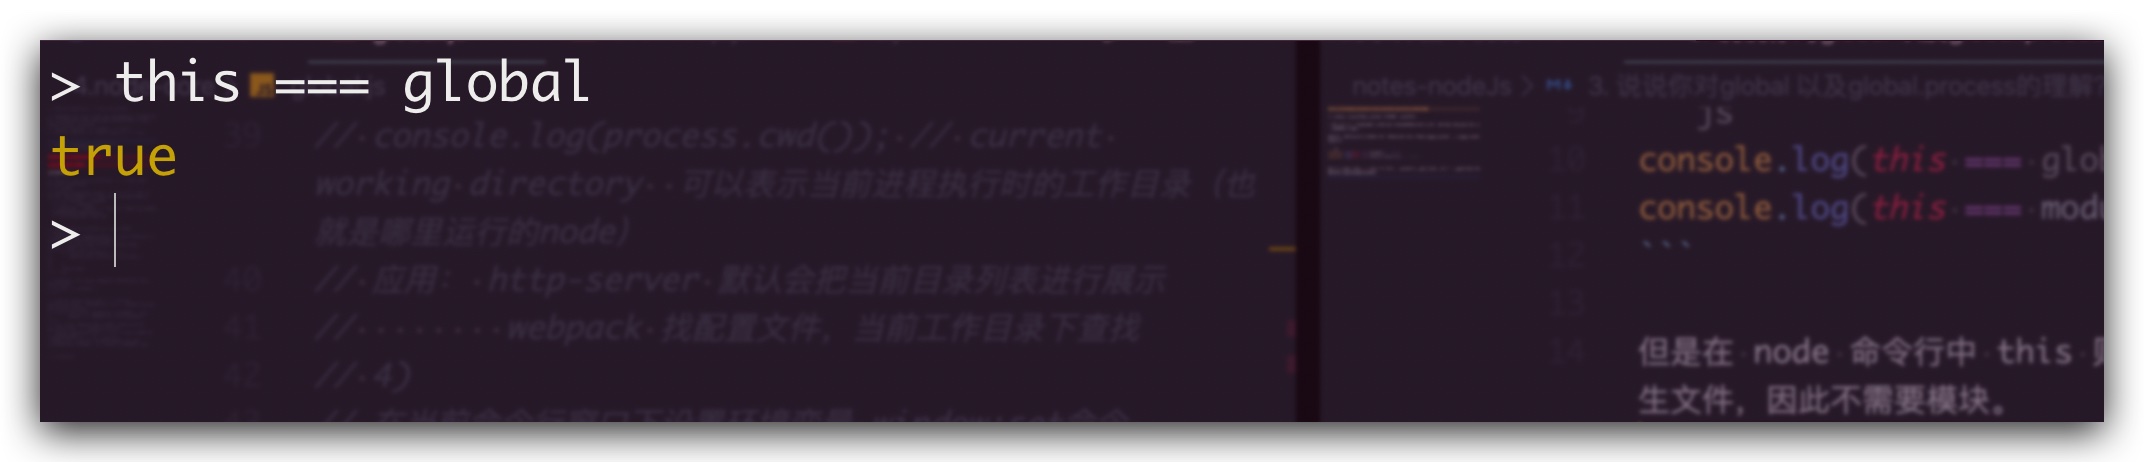 > this === global
true
>
notes-nodeJs > M↓ 3. 说说你对global 以及global.process的理解?
39 // console.log(process.cwd()); // current
working directory  可以表示当前进程执行时的工作目录（也
就是哪里运行的node）
40 // 应用： http-server 默认会把当前目录列表进行展示
41 //        webpack 找配置文件，当前工作目录下查找
42 // 4)
9 js
10 console.log(this === glo
11 console.log(this === modu
12 ```
13
14 但是在 node 命令行中 this
生文件，因此不需要模块。